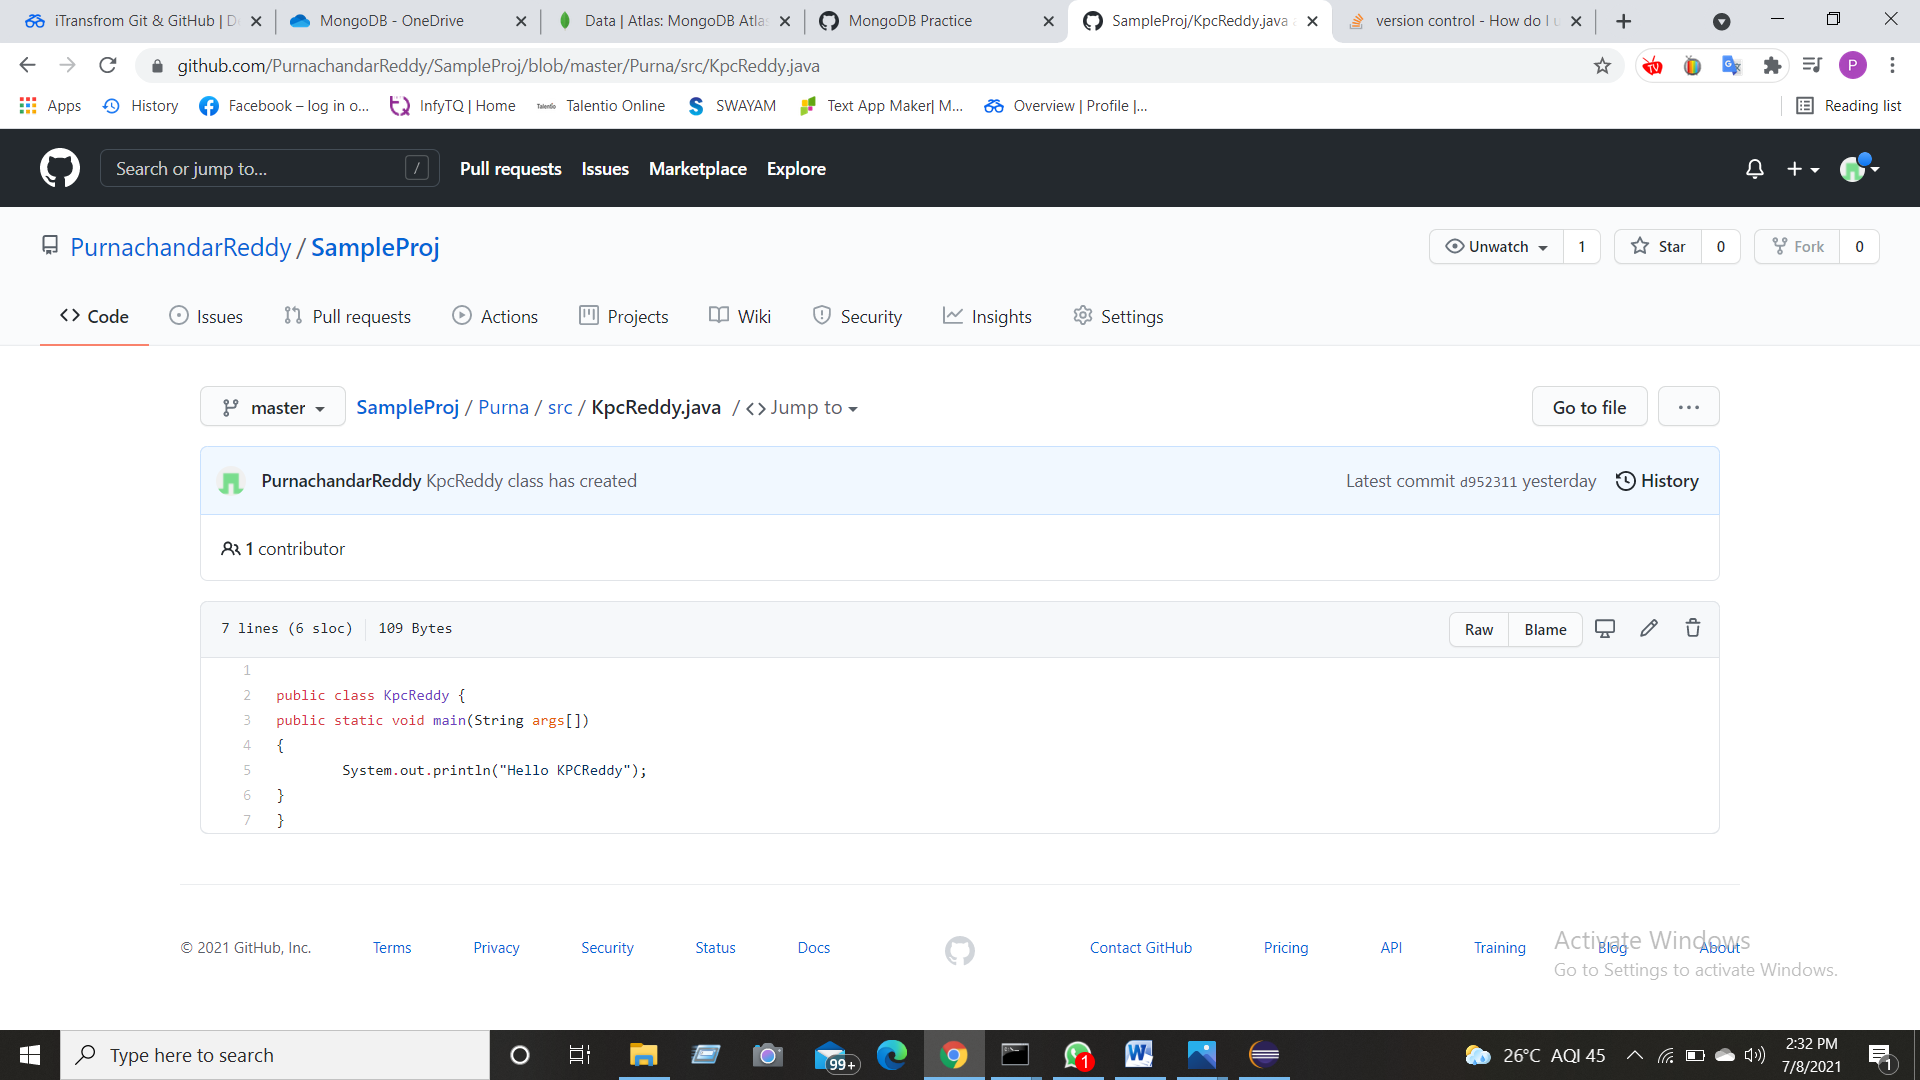 iTransfrom Git & GitHub | De
MongoDB - OneDrive
Data | Atlas: MongoDB Atlas
MongoDB Practice
SampleProj/KpcReddy.java a
version control - How do I u
github.com/PurnachandarReddy/SampleProj/blob/master/Purna/src/KpcReddy.java
TV
P
Apps
History
Facebook – log in o...
InfyTQ | Home
Talentio Talentio Online
SWAYAM
Text App Maker| M...
Overview | Profile |...
Reading list
Search or jump to...
/
Pull requests
Issues
Marketplace
Explore
PurnachandarReddy / SampleProj
Unwatch 1
Star 0
Fork 0
Code
Issues
Pull requests
Actions
Projects
Wiki
Security
Insights
Settings
master
SampleProj / Purna / src / KpcReddy.java / <> Jump to
Go to file
PurnachandarReddy KpcReddy class has created
Latest commit d952311 yesterday
History
1 contributor
7 lines (6 sloc) 109 Bytes
Raw
Blame
1
2 public class KpcReddy {
3 public static void main(String args[])
4 {
5 System.out.println("Hello KPCReddy");
6 }
7 }
© 2021 GitHub, Inc.
Terms
Privacy
Security
Status
Docs
Contact GitHub
Pricing
API
Training
Blog
About
Activate Windows
Go to Settings to activate Windows.
Type here to search
99+
1
26°C AQI 45
2:32 PM
7/8/2021
1